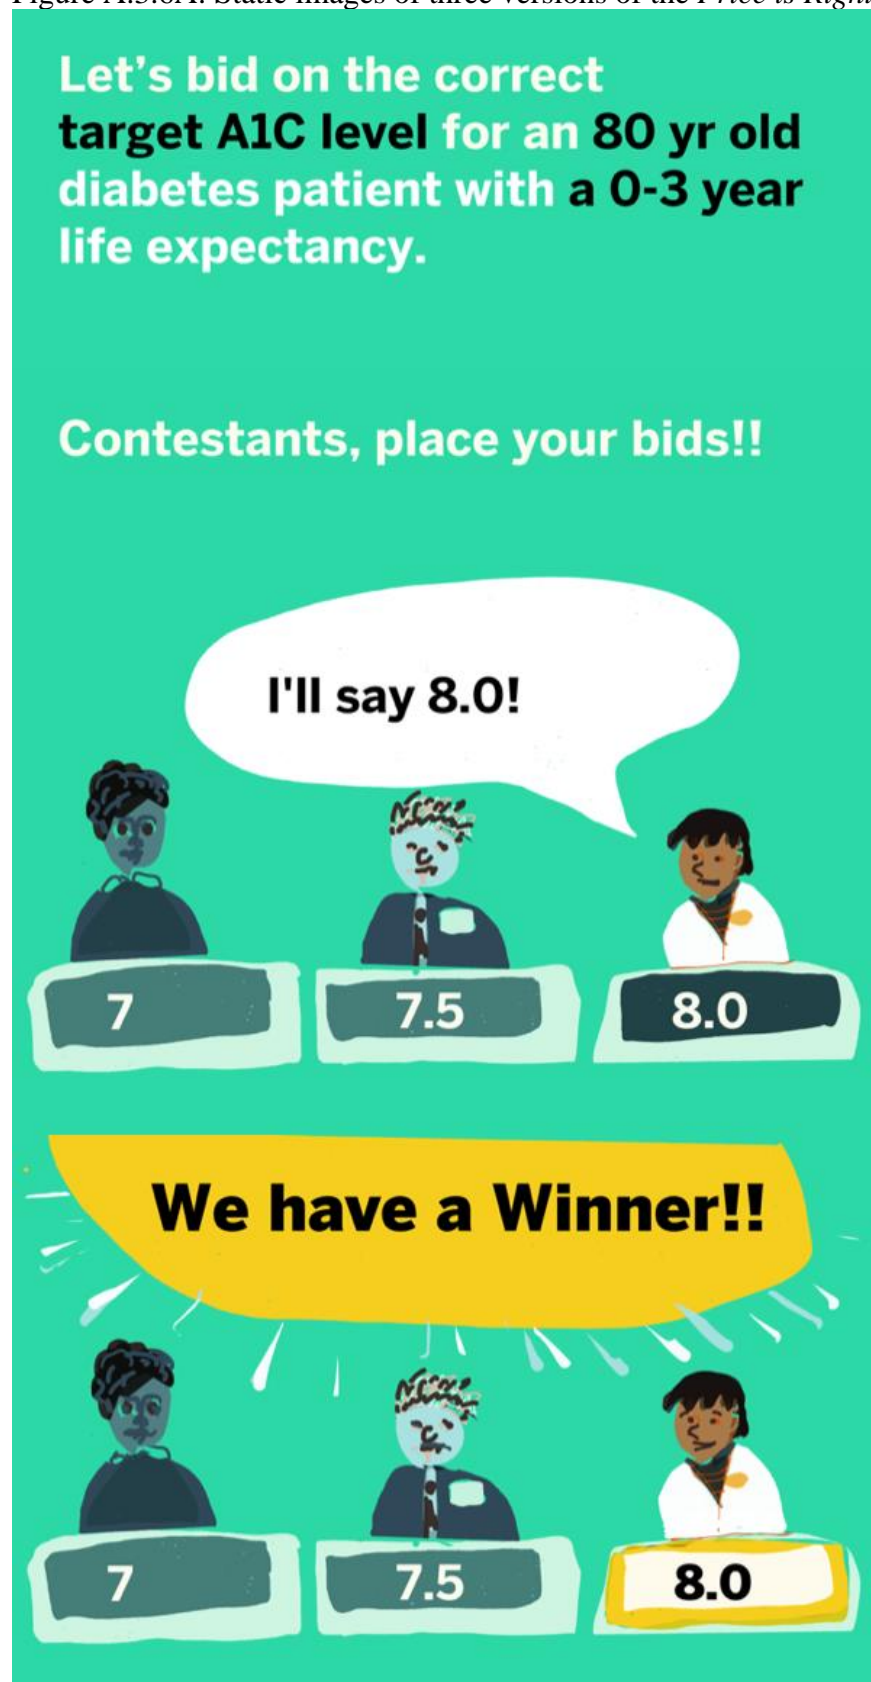 Let's bid on the correct
target A1C level for an 80 yr old
diabetes patient with a 0-3 year
life expectancy.
Contestants, place your bids!!
I'll say 8.0!
7 7.5 8.0
We have a Winner!!
7 7.5 8.0